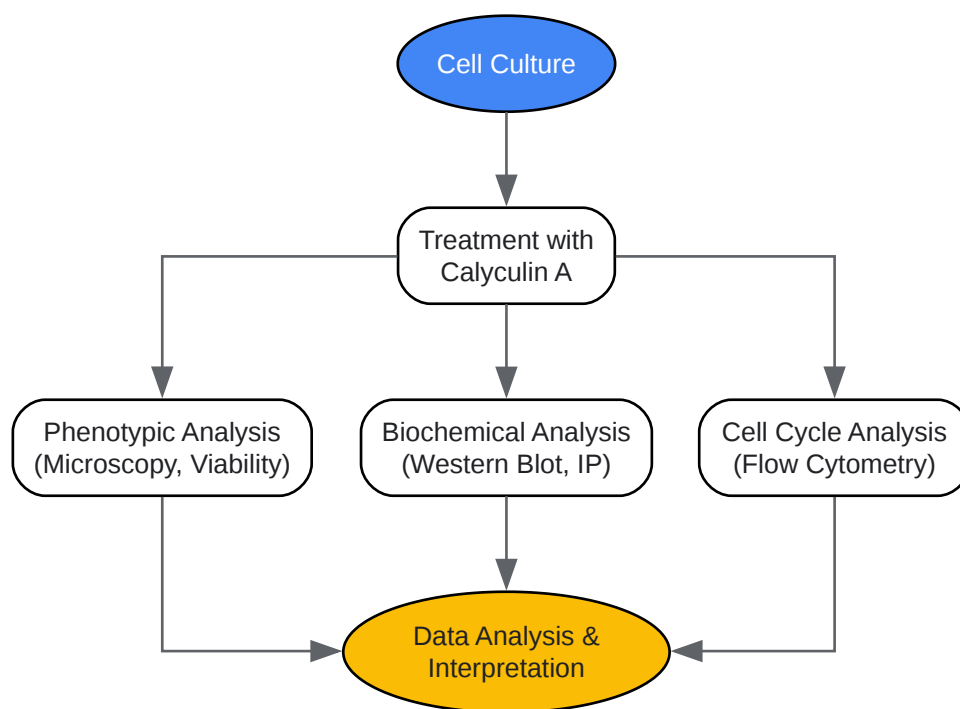 Cell Culture
Treatment with
Calyculin A
Phenotypic Analysis
(Microscopy, Viability)
Biochemical Analysis
(Western Blot, IP)
Cell Cycle Analysis
(Flow Cytometry)
Data Analysis &
Interpretation